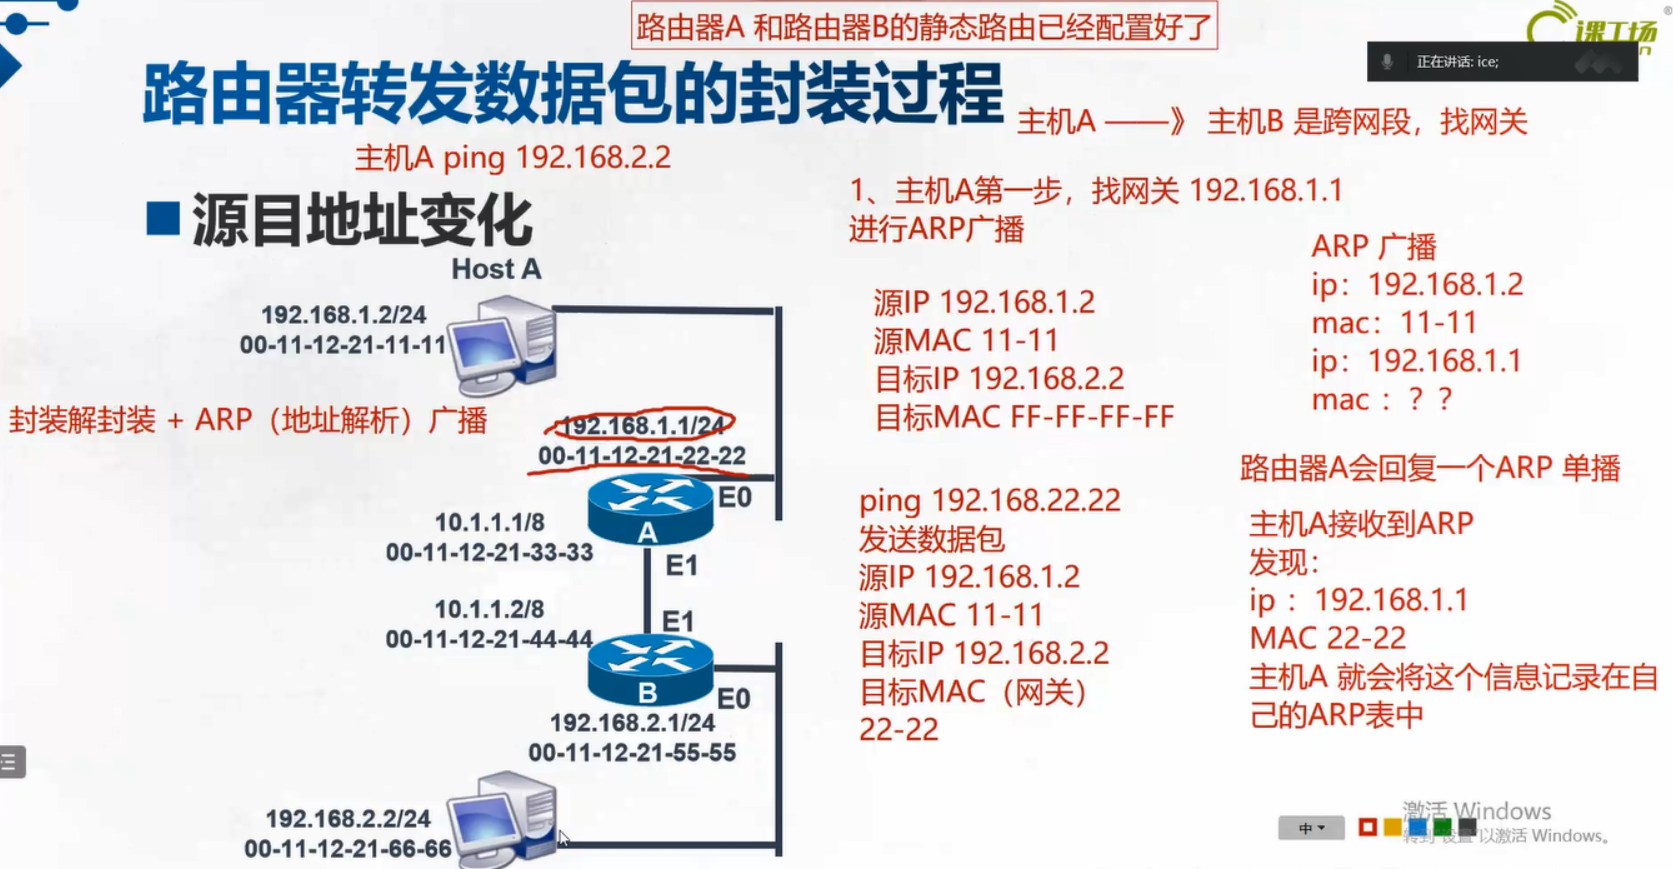 路由器A 和路由器B的静态路由已经配置好了
课工场
正在讲话: ice;
路由器转发数据包的封装过程
主机A ——》 主机B 是跨网段，找网关
主机A ping 192.168.2.2
源目地址变化
Host A
192.168.1.2/24
00-11-12-21-11-11
封装解封装 + ARP（地址解析）广播
192.168.1.1/24
00-11-12-21-22-22
E0
A
10.1.1.1/8
00-11-12-21-33-33
E1
10.1.1.2/8
E1
00-11-12-21-44-44
B
E0
192.168.2.1/24
00-11-12-21-55-55
192.168.2.2/24
00-11-12-21-66-66
1、主机A第一步，找网关 192.168.1.1
进行ARP广播
源IP 192.168.1.2
源MAC 11-11
目标IP 192.168.2.2
目标MAC FF-FF-FF-FF
ping 192.168.22.22
发送数据包
源IP 192.168.1.2
源MAC 11-11
目标IP 192.168.2.2
目标MAC（网关）
22-22
ARP 广播
ip：192.168.1.2
mac：11-11
ip：192.168.1.1
mac ：？？
路由器A会回复一个ARP 单播
主机A接收到ARP
发现：
ip ：192.168.1.1
MAC 22-22
主机A 就会将这个信息记录在自
己的ARP表中
中
激活 Windows
转到"设置"以激活 Windows。